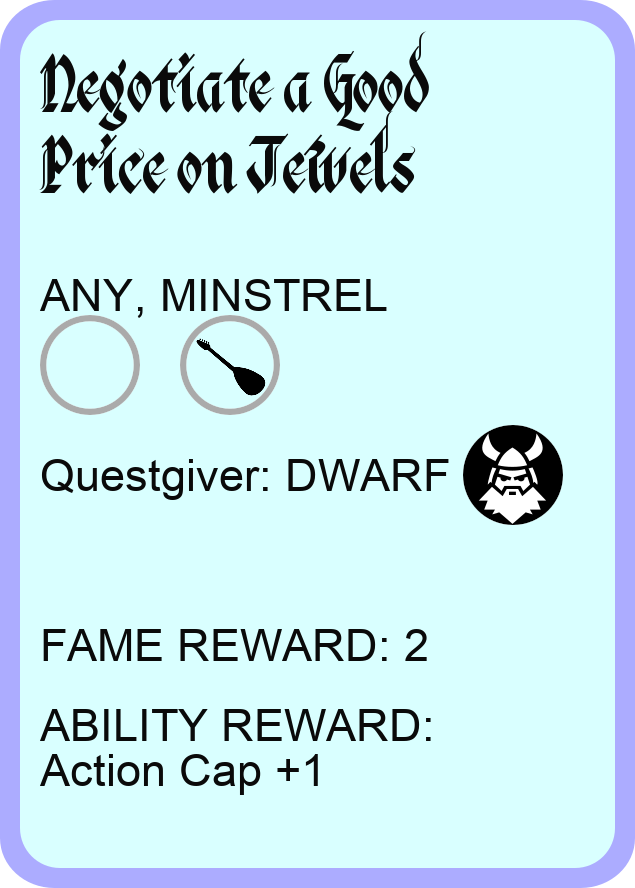 Negotiate a Good
Price on Jewels
ANY, MINSTREL
Questgiver: DWARF
FAME REWARD: 2
ABILITY REWARD:
Action Cap +1